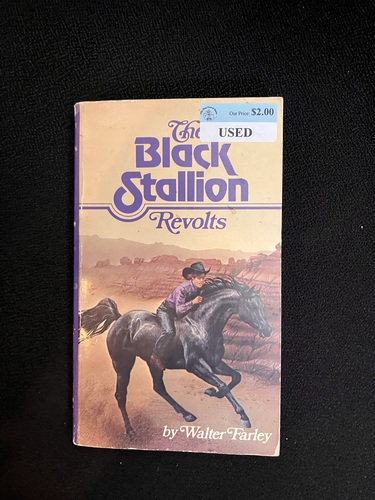 The
Our Price $2.00
USED
Black
Stallion
Revolts
by Walter Farley